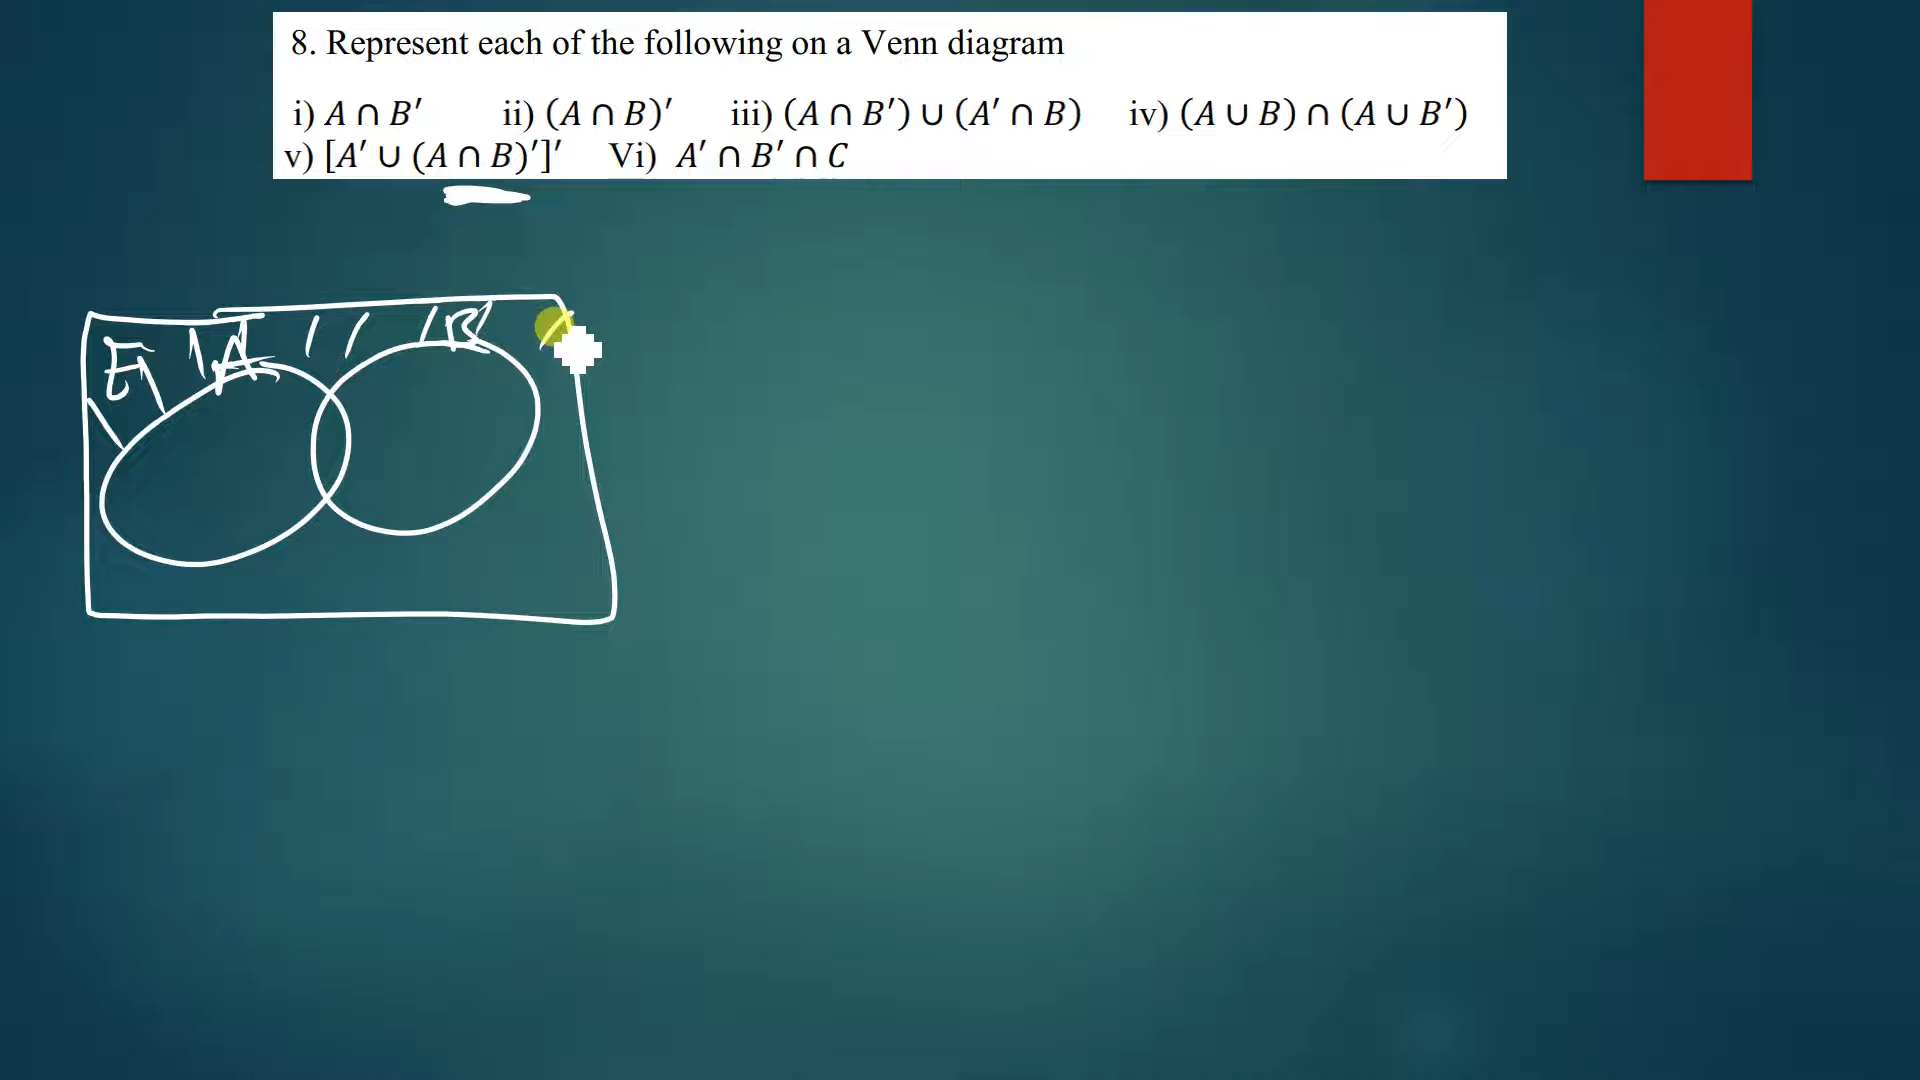 8. Represent each of the following on a Venn diagram
i) A ∩ B′ ii) (A ∩ B)′ iii) (A ∩ B′) ∪ (A′ ∩ B) iv) (A ∪ B) ∩ (A ∪ B′)
v) [A′ ∪ (A ∩ B)′]′ Vi) A′ ∩ B′ ∩ C
E A B